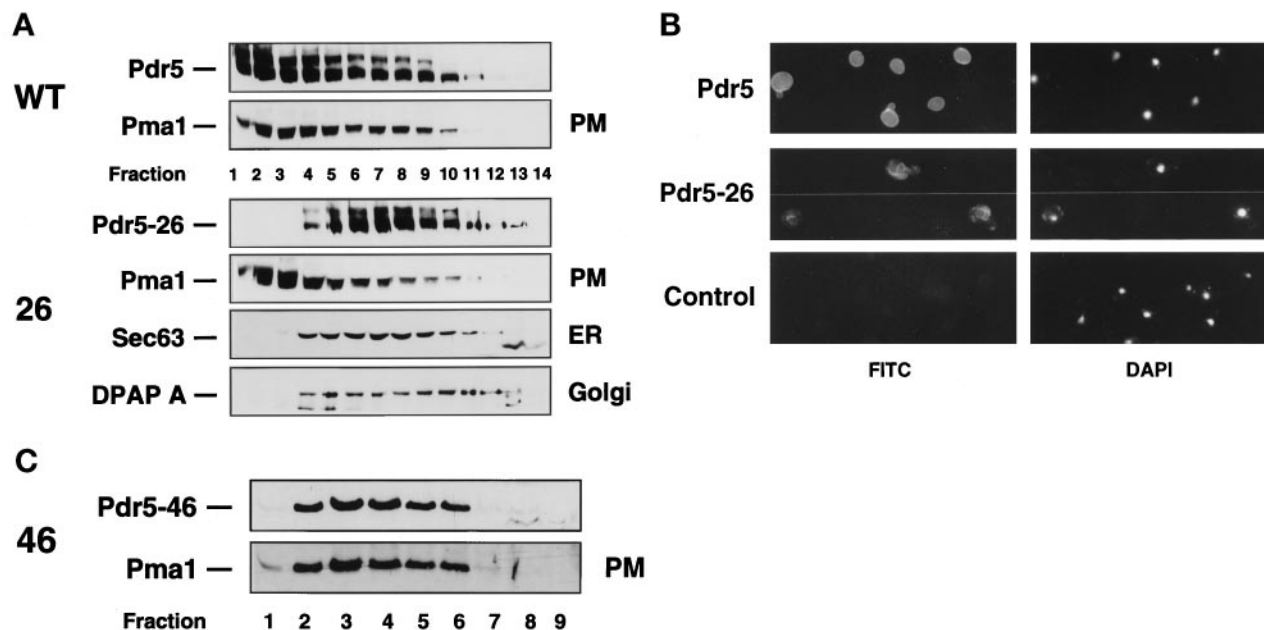 A
WT
Pdr5
Pma1
PM
Fraction 1 2 3 4 5 6 7 8 9 10 11 12 13 14
26
Pdr5-26
Pma1
PM
Sec63
ER
DPAP A
Golgi
B
Pdr5
Pdr5-26
Control
FITC DAPI
C
46
Pdr5-46
Pma1
PM
Fraction 1 2 3 4 5 6 7 8 9